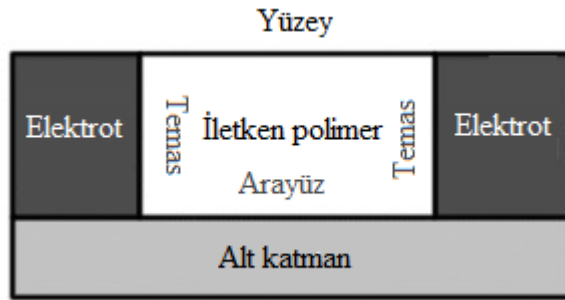 Yüzey
Elektrot
Temas
İletken polimer
Temas
Elektrot
Arayüz
Alt katman